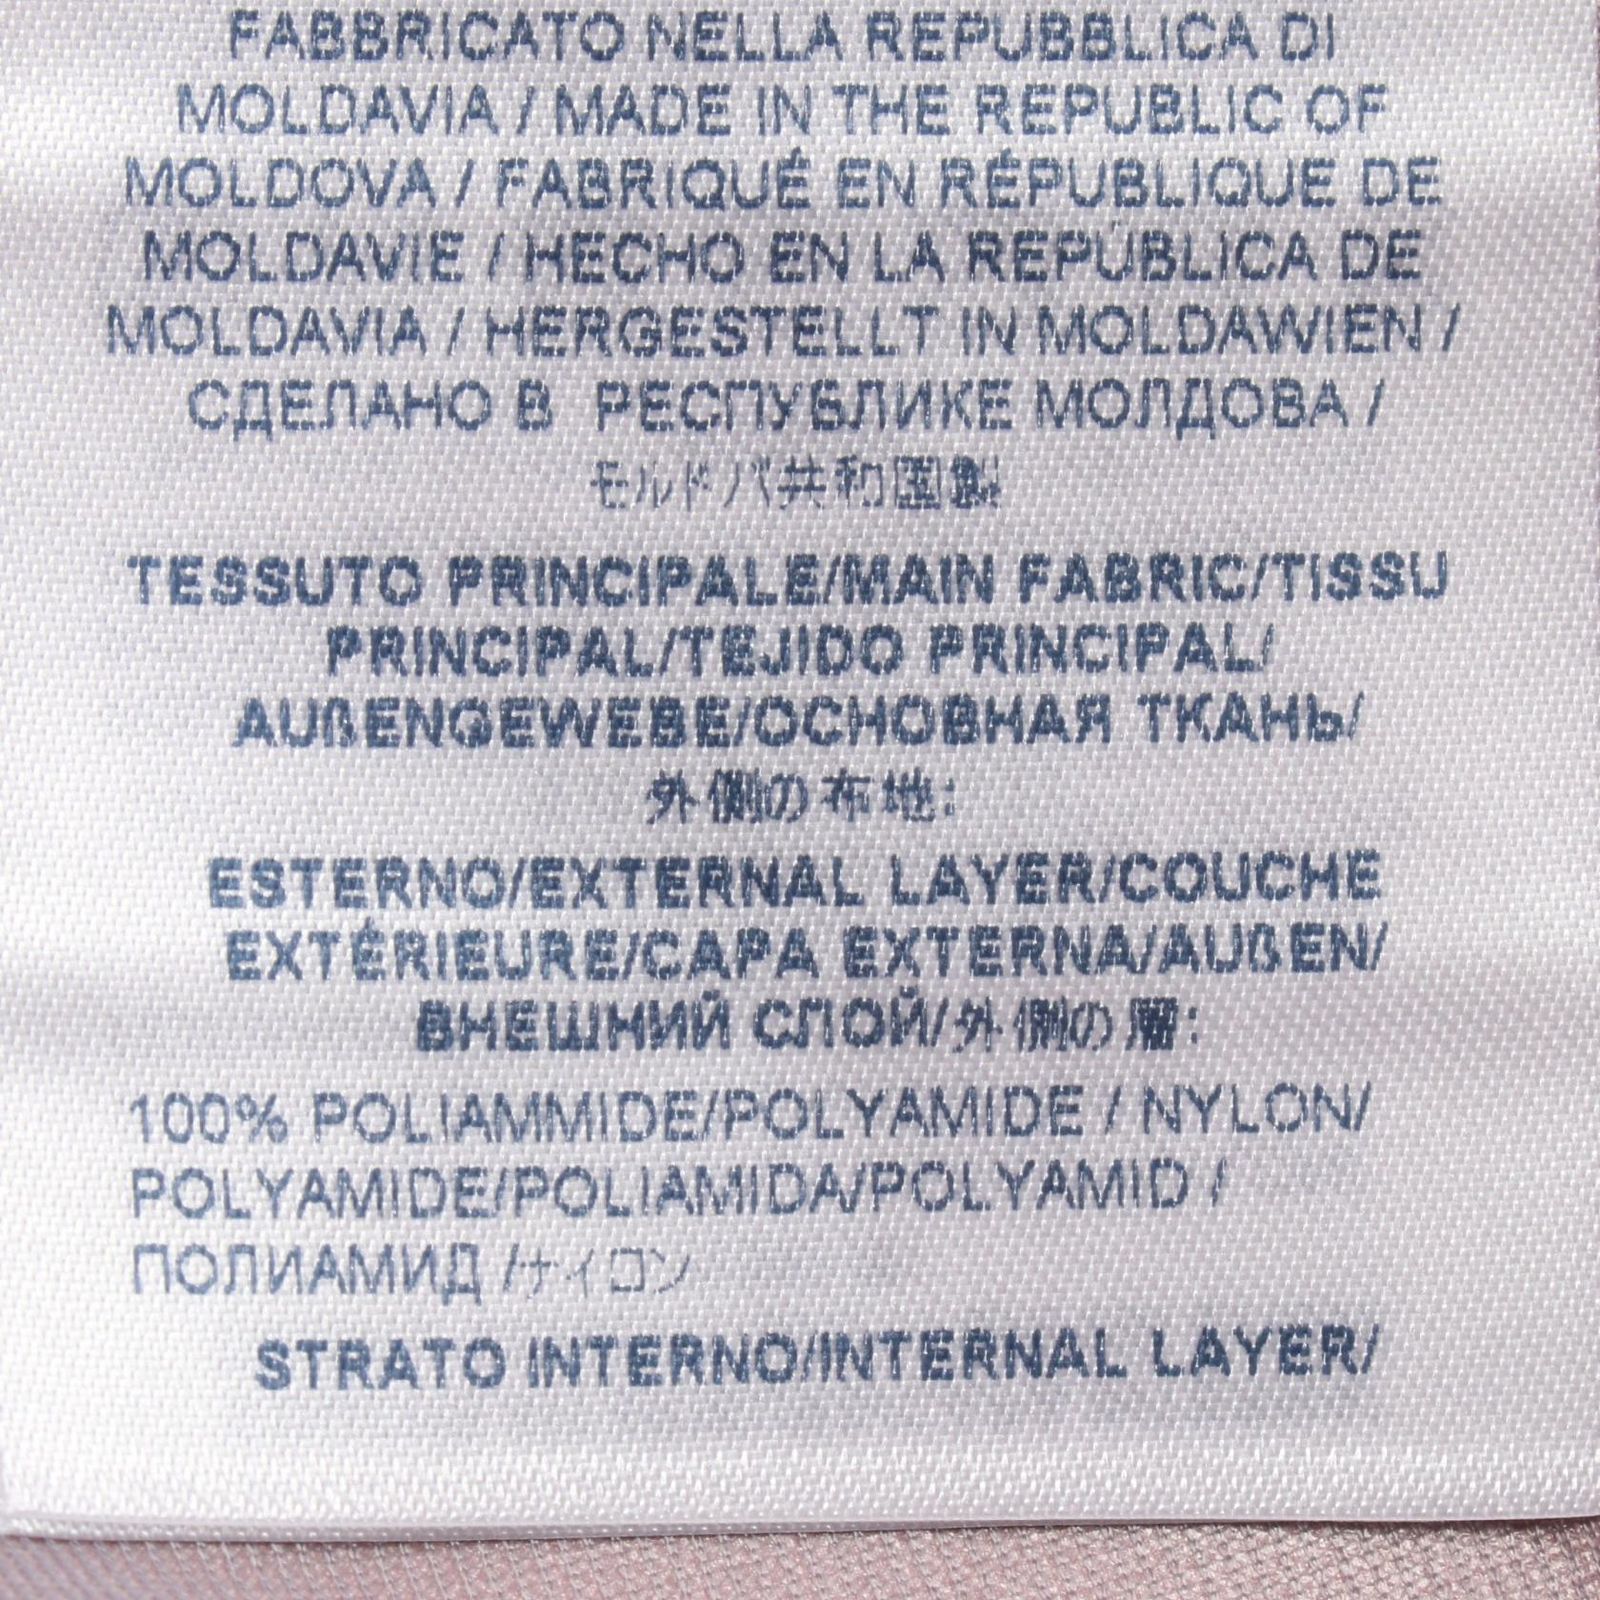 FABBRICATO NELLA REPUBBLICA DI
MOLDAVIA / MADE IN THE REPUBLIC OF
MOLDOVA / FABRIQUÉ EN RÉPUBLIQUE DE
MOLDAVIE / HECHO EN LA REPÚBLICA DE
MOLDAVIA / HERGESTELLT IN MOLDAWIEN /
СДЕЛАНО В РЕСПУБЛИКЕ МОЛДОВА /
モルドバ共和国製
TESSUTO PRINCIPALE/MAIN FABRIC/TISSU
PRINCIPAL/TEJIDO PRINCIPAL/
AUßENGEWEBE/ОСНОВНАЯ ТКАНЬ/
外側の布地:
ESTERNO/EXTERNAL LAYER/COUCHE
EXTÉRIEURE/CAPA EXTERNA/AUßEN/
ВНЕШНИЙ СЛОЙ/外側の層:
100% POLIAMMIDE/POLYAMIDE / NYLON/
POLYAMIDE/POLIAMIDA/POLYAMID /
ПОЛИАМИД /ナイロン
STRATO INTERNO/INTERNAL LAYER/